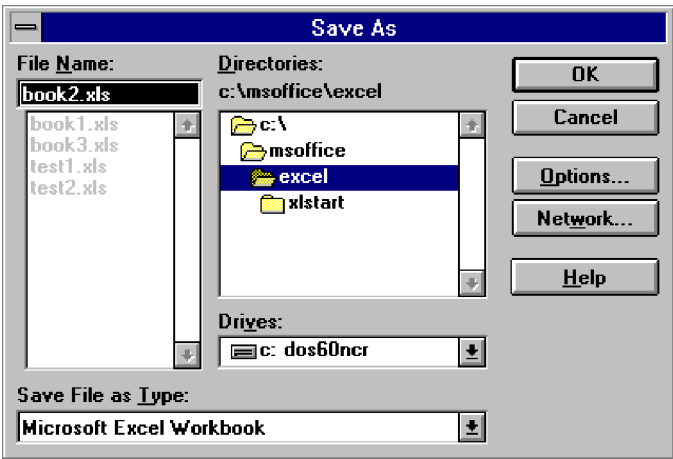 Save As
File Name:
book2.xls
book1.xls
book3.xls
test1.xls
test2.xls
Directories:
c:\msoffice\excel
c:\
msoffice
excel
xlstart
Drives:
c: dos60ncr
Save File as Type:
Microsoft Excel Workbook
OK
Cancel
Options...
Network...
Help